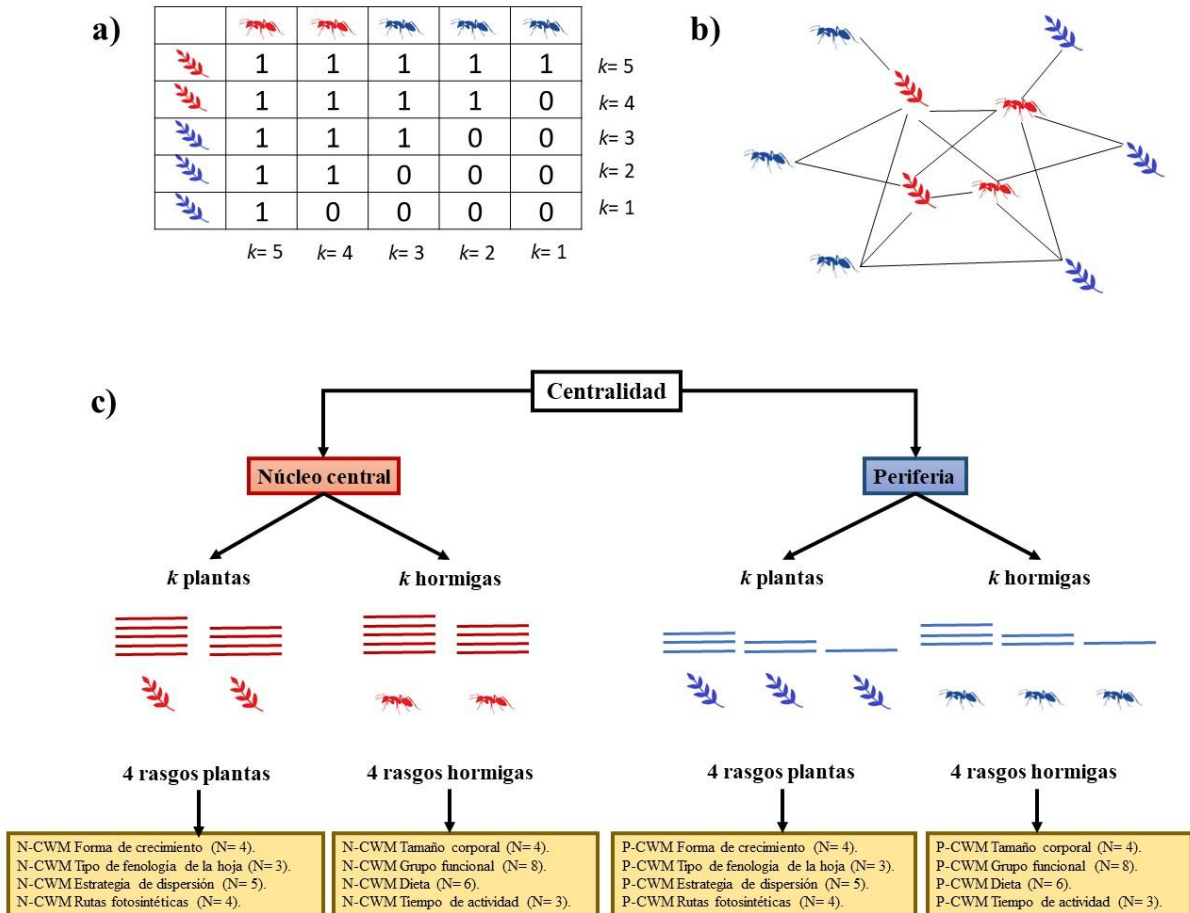 a)
1 1 1 1 1 k= 5
1 1 1 1 0 k= 4
1 1 1 0 0 k= 3
1 1 0 0 0 k= 2
1 0 0 0 0 k= 1
k= 5 k= 4 k= 3 k= 2 k= 1
b)
c)
Centralidad
Núcleo central
Periferia
k plantas
k hormigas
k plantas
k hormigas
4 rasgos plantas
4 rasgos hormigas
4 rasgos plantas
4 rasgos hormigas
N-CWM Forma de crecimiento (N= 4).
N-CWM Tipo de fenología de la hoja (N= 3).
N-CWM Estrategia de dispersión (N= 5).
N-CWM Rutas fotosintéticas (N= 4).
N-CWM Tamaño corporal (N= 4).
N-CWM Grupo funcional (N= 8).
N-CWM Dieta (N= 6).
N-CWM Tiempo de actividad (N= 3).
P-CWM Forma de crecimiento (N= 4).
P-CWM Tipo de fenología de la hoja (N= 3).
P-CWM Estrategia de dispersión (N= 5).
P-CWM Rutas fotosintéticas (N= 4).
P-CWM Tamaño corporal (N= 4).
P-CWM Grupo funcional (N= 8).
P-CWM Dieta (N= 6).
P-CWM Tiempo de actividad (N= 3).